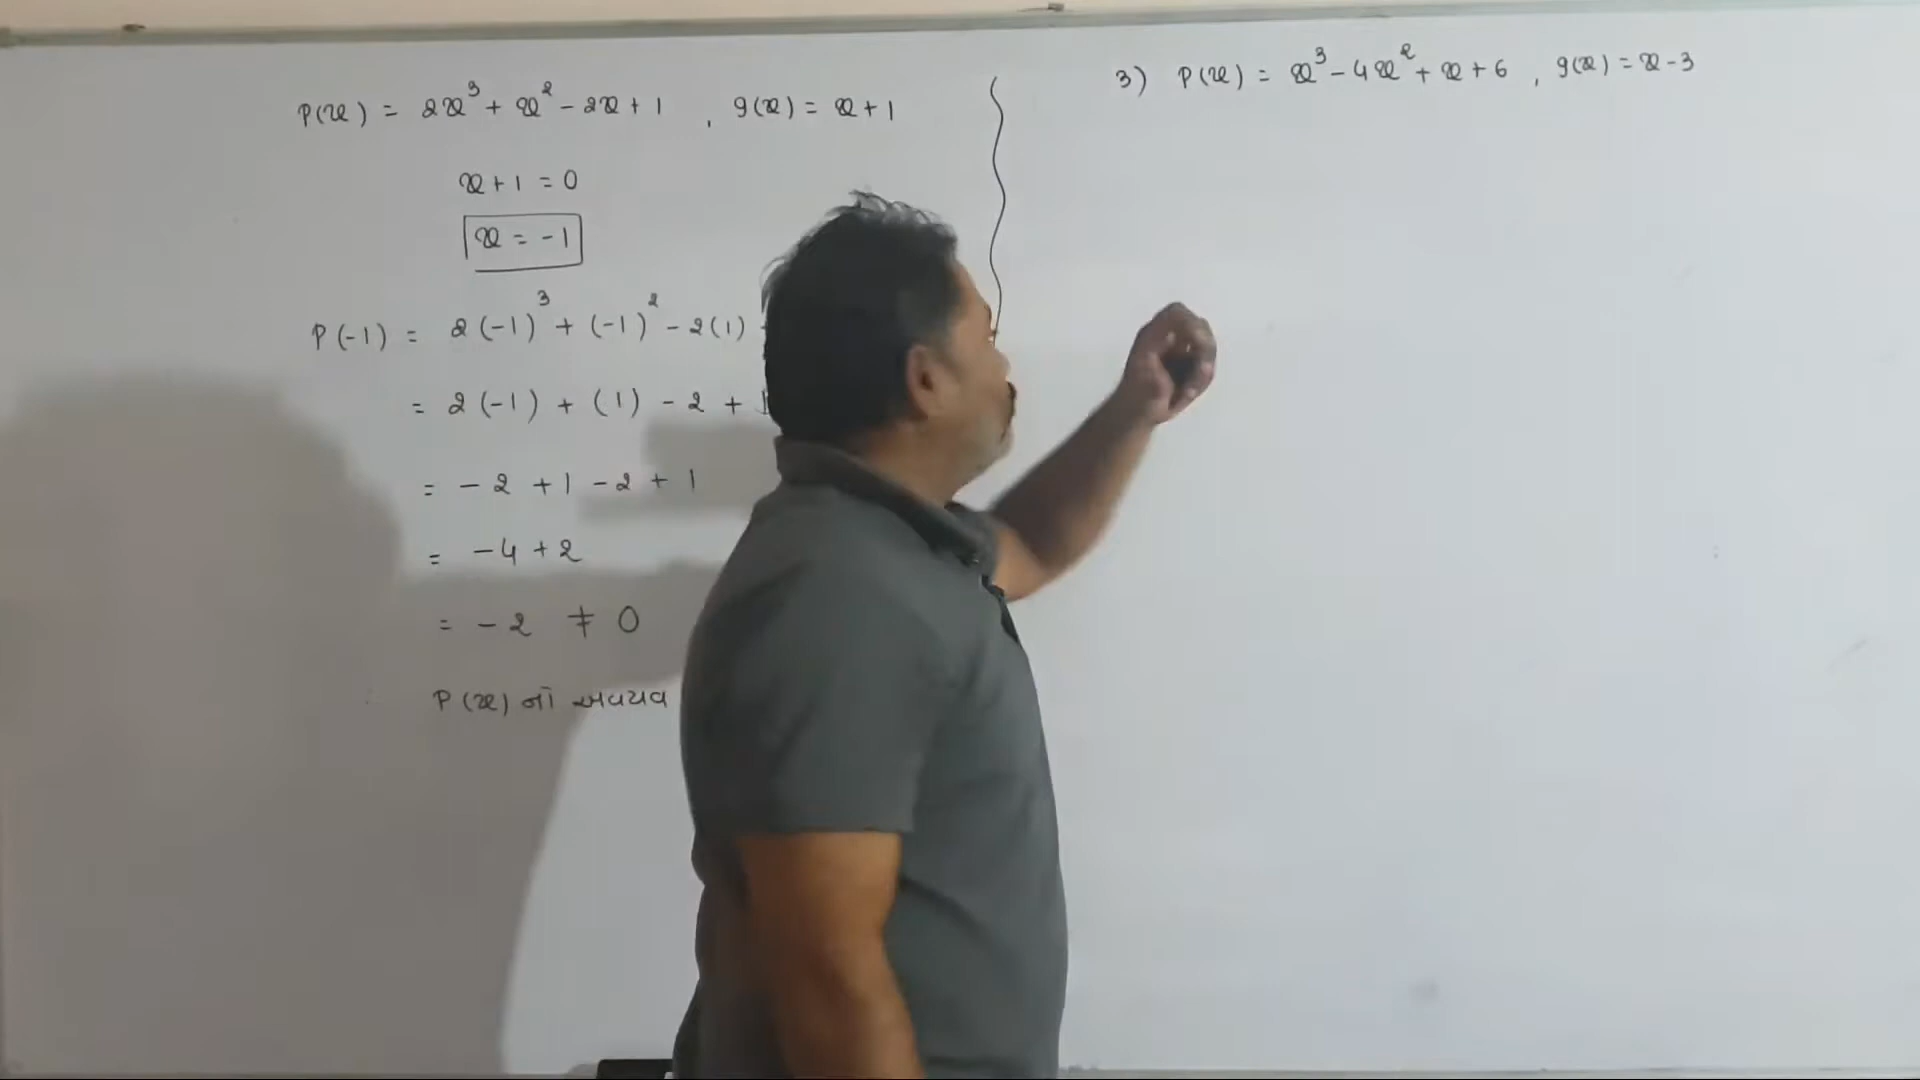 P(x) = 2x³ + x² - 2x + 1 , g(x) = x + 1
x + 1 = 0
x = -1
P(-1) = 2(-1)³ + (-1)² - 2(1)
= 2(-1) + (1) - 2 + 1
= - 2 + 1 - 2 + 1
= - 4 + 2
= - 2 ≠ 0
P(x) નો અવયવ
3) P(x) = x³ - 4x² + x + 6 , g(x) = x - 3